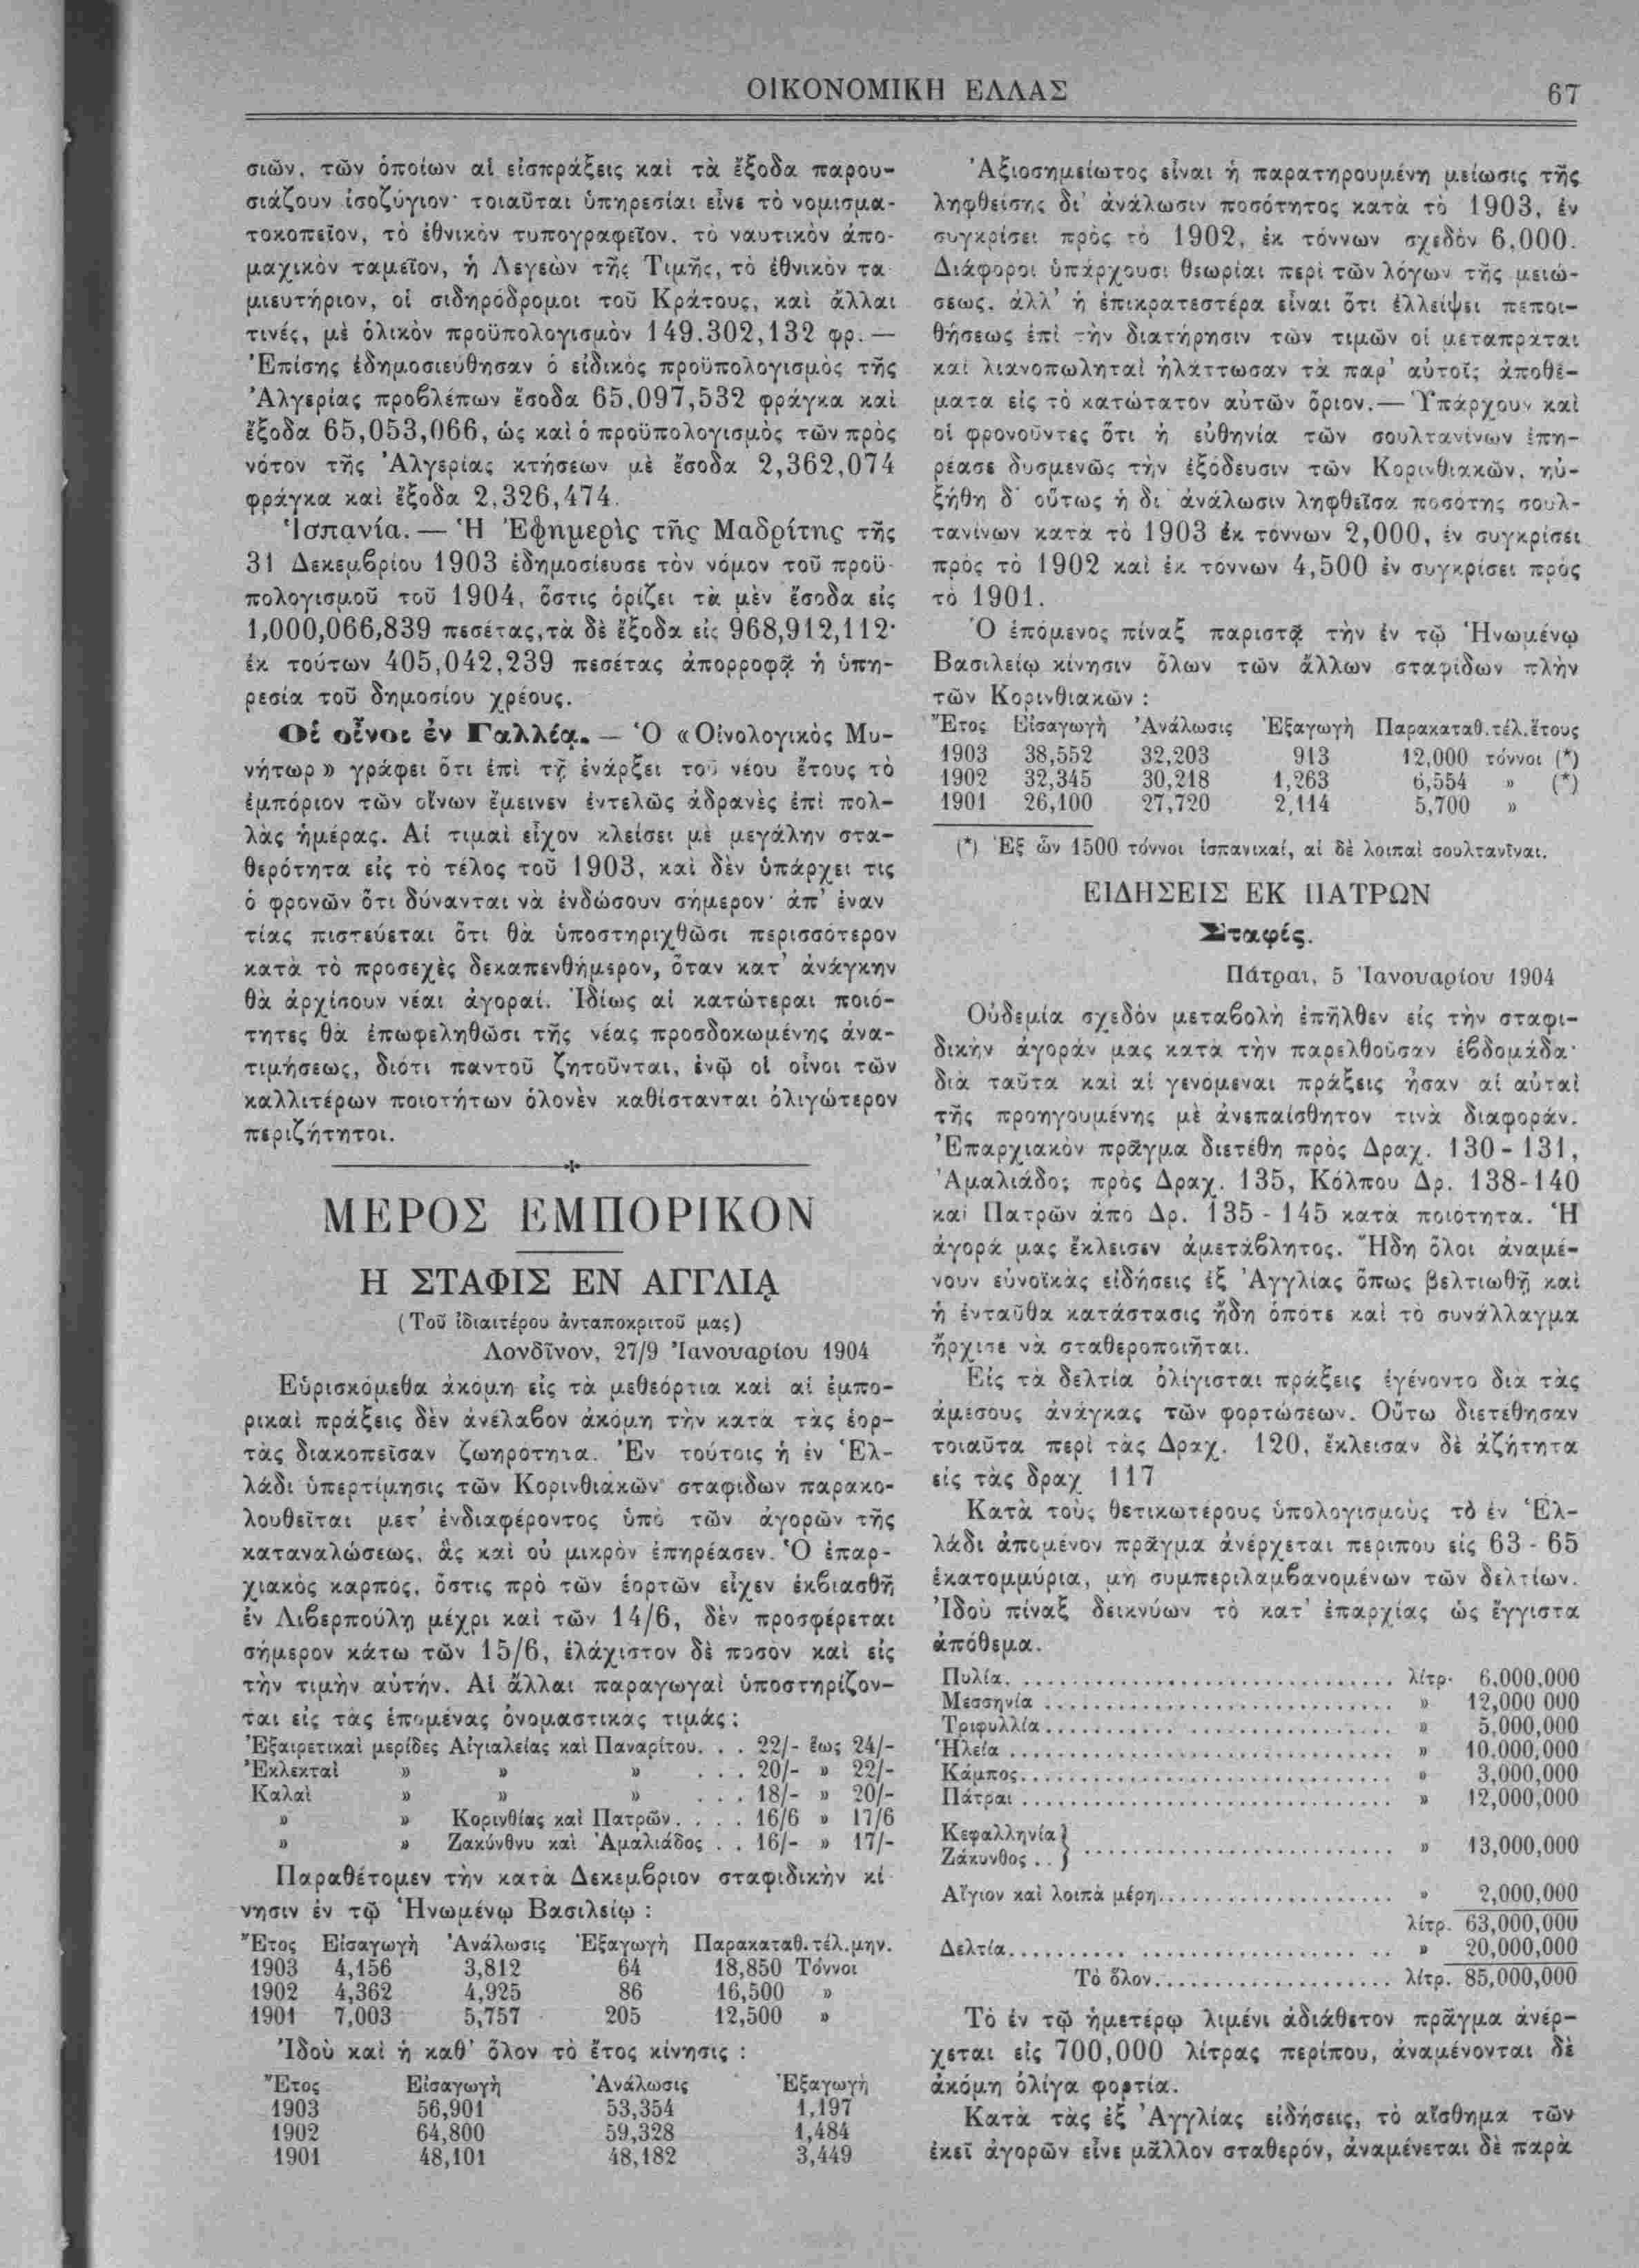 ΟΙΚΟΝΟΜΙΚΗ ΕΛΛΑΣ
67
σιῶν, τῶν ὁποίων αἱ εἰσπράξεις καὶ τὰ ἔξοδα παρου-
σιάζουν ἰσοζύγιον· τοιαῦται ὑπηρεσίαι εἶνε τὸ νομισμα-
τοκοπεῖον, τὸ ἐθνικὸν τυπογραφεῖον, τὸ ναυτικὸν ἀπο-
μαχικὸν ταμεῖον, ἡ Λεγεὼν τῆς Τιμῆς, τὸ ἐθνικὸν τα-
μιευτήριον, οἱ σιδηρόδρομοι τοῦ Κράτους, καὶ ἄλλαι
τινές, μὲ ὁλικὸν προϋπολογισμὸν 149.302,132 φρ. —
Ἐπίσης ἐδημοσιεύθησαν ὁ εἰδικὸς προϋπολογισμὸς τῆς
Ἀλγερίας προβλέπων ἔσοδα 65,097,532 φράγκα καὶ
ἔξοδα 65,053,066, ὡς καὶ ὁ προϋπολογισμὸς τῶν πρὸς
νότον τῆς Ἀλγερίας κτήσεων μὲ ἔσοδα 2,362,074
φράγκα καὶ ἔξοδα 2,326,474.
Ἱσπανία. — Ἡ Ἐφημερὶς τῆς Μαδρίτης τῆς
31 Δεκεμβρίου 1903 ἐδημοσίευσε τὸν νόμον τοῦ προϋ-
πολογισμοῦ τοῦ 1904, ὅστις ὁρίζει τὰ μὲν ἔσοδα εἰς
1,000,066,839 πεσέτας, τὰ δὲ ἔξοδα εἰς 968,912,112·
ἐκ τούτων 405,042,239 πεσέτας ἀπορροφᾷ ἡ ὑπη-
ρεσία τοῦ δημοσίου χρέους.
Οἱ οἶνοι ἐν Γαλλίᾳ. — Ὁ «Οἰνολογικὸς Μυ-
νήτωρ» γράφει ὅτι ἐπὶ τῇ ἐνάρξει τοῦ νέου ἔτους τὸ
ἐμπόριον τῶν οἴνων ἔμεινεν ἐντελῶς ἀδρανὲς ἐπὶ πολ-
λὰς ἡμέρας. Αἱ τιμαὶ εἶχον κλείσει μὲ μεγάλην στα-
θερότητα εἰς τὸ τέλος τοῦ 1903, καὶ δὲν ὑπάρχει τις
ὁ φρονῶν ὅτι δύνανται νὰ ἐνδώσουν σήμερον· ἀπ' ἐναν
τίας πιστεύεται ὅτι θὰ ὑποστηριχθῶσι περισσότερον
κατὰ τὸ προσεχὲς δεκαπενθήμερον, ὅταν κατ' ἀνάγκην
θὰ ἀρχίσουν νέαι ἀγοραί. Ἰδίως αἱ κατώτεραι ποιό-
τητες θὰ ἐπωφεληθῶσι τῆς νέας προσδοκωμένης ἀνα-
τιμήσεως, διότι παντοῦ ζητοῦνται, ἐνῷ οἱ οἶνοι τῶν
καλλιτέρων ποιοτήτων ὁλονὲν καθίστανται ὀλιγώτερον
περιζήτητοι.
ΜΕΡΟΣ ΕΜΠΟΡΙΚΟΝ
Η ΣΤΑΦΙΣ ΕΝ ΑΓΓΛΙᾼ
(Τοῦ ἰδιαιτέρου ἀνταποκριτοῦ μας)
Λονδῖνον, 27/9 Ἰανουαρίου 1904
Εὑρισκόμεθα ἀκόμη εἰς τὰ μεθεόρτια καὶ αἱ ἐμπο-
ρικαὶ πράξεις δὲν ἀνέλαβον ἀκόμη τὴν κατὰ τὰς ἑορ-
τὰς διακοπεῖσαν ζωηρότητα. Ἐν τούτοις ἡ ἐν Ἑλ-
λάδι ὑπερτίμησις τῶν Κορινθιακῶν σταφίδων παρακο-
λουθεῖται μετ' ἐνδιαφέροντος ὑπὸ τῶν ἀγορῶν τῆς
καταναλώσεως, ἃς καὶ οὐ μικρὸν ἐπηρέασεν. Ὁ ἐπαρ-
χιακὸς καρπὸς, ὅστις πρὸ τῶν ἑορτῶν εἶχεν ἐκβιασθῆ
ἐν Λιβερπούλῃ μέχρι καὶ τῶν 14/6, δὲν προσφέρεται
σήμερον κάτω τῶν 15/6, ἐλάχιστον δὲ ποσὸν καὶ εἰς
τὴν τιμὴν αὐτήν. Αἱ ἄλλαι παραγωγαὶ ὑποστηρίζον-
ται εἰς τὰς ἑπομένας ὀνομαστικὰς τιμάς:
Ἐξαιρετικαὶ μερίδες Αἰγιαλείας καὶ Παναρίτου. . . 22/- ἕως 24/-
Ἐκλεκταὶ » » » . . . 20/- » 22/-
Καλαὶ » » » . . . 18/- » 20/-
» » Κορινθίας καὶ Πατρῶν. . . . 16/6 » 17/6
» » Ζακύνθου καὶ Ἀμαλιάδος . . 16/- » 17/-
Παραθέτομεν τὴν κατὰ Δεκεμβριον σταφιδικὴν κί-
νησιν ἐν τῷ Ἡνωμένῳ Βασιλείῳ :
Ἔτος Εἰσαγωγὴ Ἀνάλωσις Ἐξαγωγὴ Παρακαταθ. τέλ. μην.
1903 4,156 3,812 64 18,850 Τόννοι
1902 4,362 4,925 86 16,500 »
1901 7,003 5,757 205 12,500 »
Ἰδοὺ καὶ ἡ καθ' ὅλον τὸ ἔτος κίνησις :
Ἔτος Εἰσαγωγὴ Ἀνάλωσις Ἐξαγωγὴ
1903 56,901 53,354 1,197
1902 64,800 59,328 1,484
1901 48,101 48,182 3,449
Ἀξιοσημείωτος εἶναι ἡ παρατηρουμένη μείωσις τῆς
ληφθείσης δι' ἀνάλωσιν ποσότητος κατὰ τὸ 1903, ἐν
συγκρίσει πρὸς τὸ 1902, ἐκ τόννων σχεδὸν 6,000.
Διάφοροι ὑπάρχουσι θεωρίαι περὶ τῶν λόγων τῆς μειώ-
σεως, ἀλλ' ἡ ἐπικρατεστέρα εἶναι ὅτι ἐλλείψει πεποι-
θήσεως ἐπὶ τὴν διατήρησιν τῶν τιμῶν οἱ μεταπράται
καὶ λιανοπωληταὶ ἠλάττωσαν τὰ παρ' αὐτοῖς ἀποθέ-
ματα εἰς τὸ κατώτατον αὐτῶν ὅριον.— Ὑπάρχουν καὶ
οἱ φρονοῦντες ὅτι ἡ εὐθηνία τῶν σουλτανίνων ἐπη-
ρέασε δυσμενῶς τὴν ἐξόδευσιν τῶν Κορινθιακῶν, ηὐ-
ξήθη δ' οὕτως ἡ δι' ἀνάλωσιν ληφθεῖσα ποσότης σουλ-
τανίνων κατὰ τὸ 1903 ἐκ τόννων 2,000, ἐν συγκρίσει
πρὸς τὸ 1902 καὶ ἐκ τόννων 4,500 ἐν συγκρίσει πρὸς
τὸ 1901.
Ὁ ἑπόμενος πίναξ παριστᾷ τὴν ἐν τῷ Ἡνωμένῳ
Βασιλείῳ κίνησιν ὅλων τῶν ἄλλων σταφίδων πλὴν
τῶν Κορινθιακῶν :
Ἔτος Εἰσαγωγὴ Ἀνάλωσις Ἐξαγωγὴ Παρακαταθ. τέλ. ἔτους
1903 38,552 32,203 913 12,000 τόννοι (*)
1902 32,345 30,218 1,263 6,554 » (*)
1901 26,100 27,720 2,114 5,700 »
(*) Ἐξ ὧν 1500 τόννοι ἱσπανικαί, αἱ δὲ λοιπαὶ σουλτανῖναι.
ΕΙΔΗΣΕΙΣ ΕΚ ΠΑΤΡΩΝ
Σταφίς.
Πάτραι, 5 Ἰανουαρίου 1904
Οὐδεμία σχεδὸν μεταβολὴ ἐπῆλθεν εἰς τὴν σταφι-
δικὴν ἀγορὰν μας κατὰ τὴν παρελθοῦσαν ἑβδομάδα·
διὰ ταῦτα καὶ αἱ γενόμεναι πράξεις ἦσαν αἱ αὐταὶ
τῆς προηγουμένης μὲ ἀνεπαίσθητον τινὰ διαφοράν.
Ἐπαρχιακὸν πρᾶγμα διετέθη πρὸς Δραχ. 130 - 131,
Ἀμαλιάδος πρὸς Δραχ. 135, Κόλπου Δρ. 138-140
καὶ Πατρῶν ἀπὸ Δρ. 135 - 145 κατὰ ποιότητα. Ἡ
ἀγορά μας ἔκλεισεν ἀμετάβλητος. Ἤδη ὅλοι ἀναμέ-
νουν εὐνοϊκὰς εἰδήσεις ἐξ Ἀγγλίας ὅπως βελτιωθῇ καὶ
ἡ ἐνταῦθα κατάστασις ἤδη ὁπότε καὶ τὸ συνάλλαγμα
ἤρχισε νὰ σταθεροποιῆται.
Εἰς τὰ δελτία ὀλίγισται πράξεις ἐγένοντο διὰ τὰς
ἀμέσους ἀνάγκας τῶν φορτώσεων. Οὕτω διετέθησαν
τοιαῦτα περὶ τὰς Δραχ. 120, ἔκλεισαν δὲ ἀζήτητα
εἰς τὰς δραχ 117
Κατὰ τοὺς θετικωτέρους ὑπολογισμοὺς τὸ ἐν Ἑλ-
λάδι ἀπομένον πρᾶγμα ἀνέρχεται περίπου εἰς 63 - 65
ἑκατομμύρια, μὴ συμπεριλαμβανομένων τῶν δελτίων.
Ἰδοὺ πίναξ δεικνύων τὸ κατ' ἐπαρχίας ὡς ἔγγιστα
ἀπόθεμα.
Πυλία. . . . . . λίτρ. 6,000,000
Μεσσηνία . . . . . » 12,000 000
Τριφυλλία . . . . . » 5,000,000
Ἠλεία . . . . . » 10,000,000
Κάμπος. . . . . . » 3,000,000
Πάτραι . . . . . » 12,000,000
Κεφαλληνία }
Ζάκυνθος . . } . . . . . » 13,000,000
Αἴγιον καὶ λοιπὰ μέρη. . . . . » 2,000,000
λίτρ. 63,000,000
Δελτία. . . . . . » 20,000,000
Τὸ ὅλον. . . . . . λίτρ. 85,000,000
Τὸ ἐν τῷ ἡμετέρῳ λιμένι ἀδιάθετον πρᾶγμα ἀνέρ-
χεται εἰς 700,000 λίτρας περίπου, ἀναμένονται δὲ
ἀκόμη ὀλίγα φορτία.
Κατὰ τὰς ἐξ Ἀγγλίας εἰδήσεις, τὸ αἴσθημα τῶν
ἐκεῖ ἀγορῶν εἶνε μᾶλλον σταθερόν, ἀναμένεται δὲ παρὰ